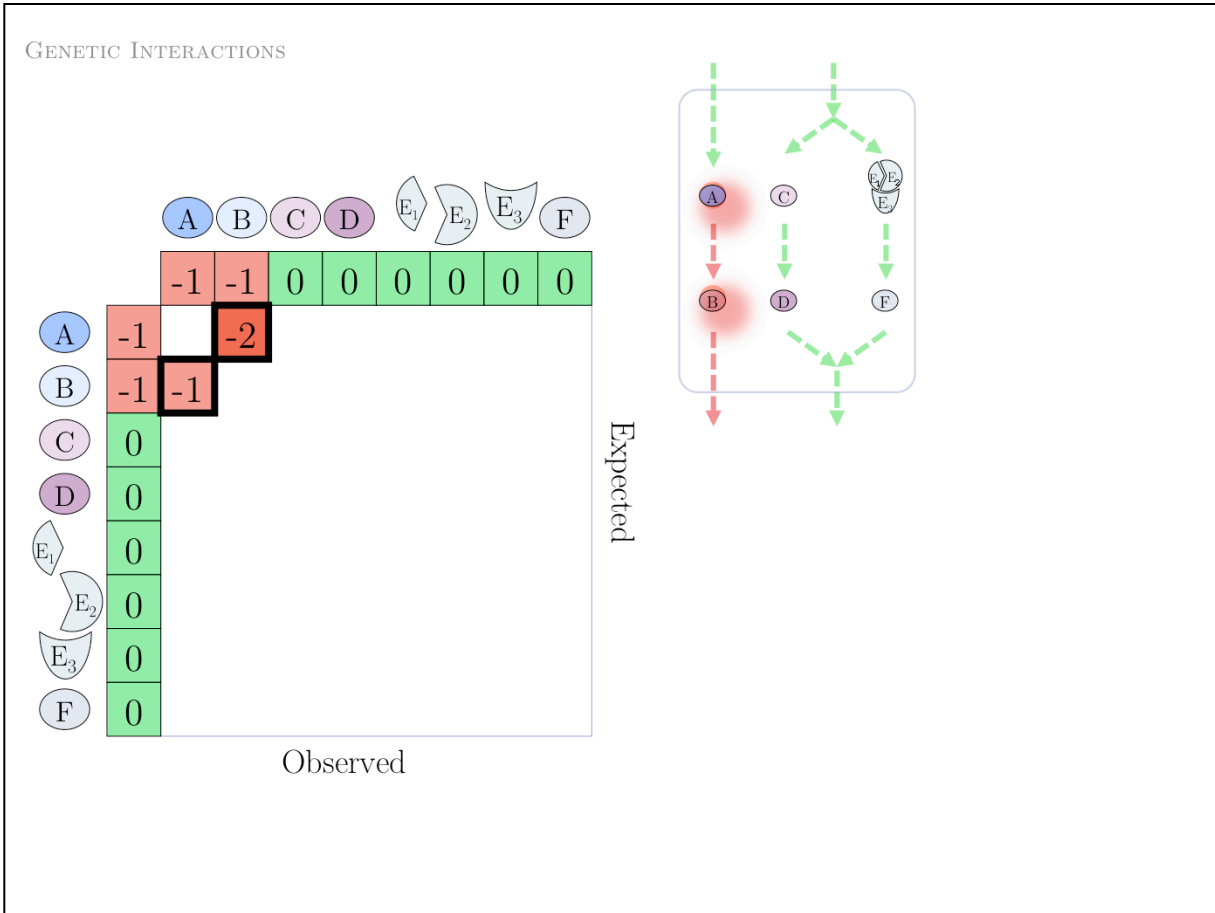 Genetic Interactions
A B C D E1 E2 E3 F
-1 -1 0 0 0 0 0 0
A -1 -2
B -1 -1
C 0
D 0
E1 0
E2 0
E3 0
F 0
Expected
Observed
A C E1 E2
E3
B D F